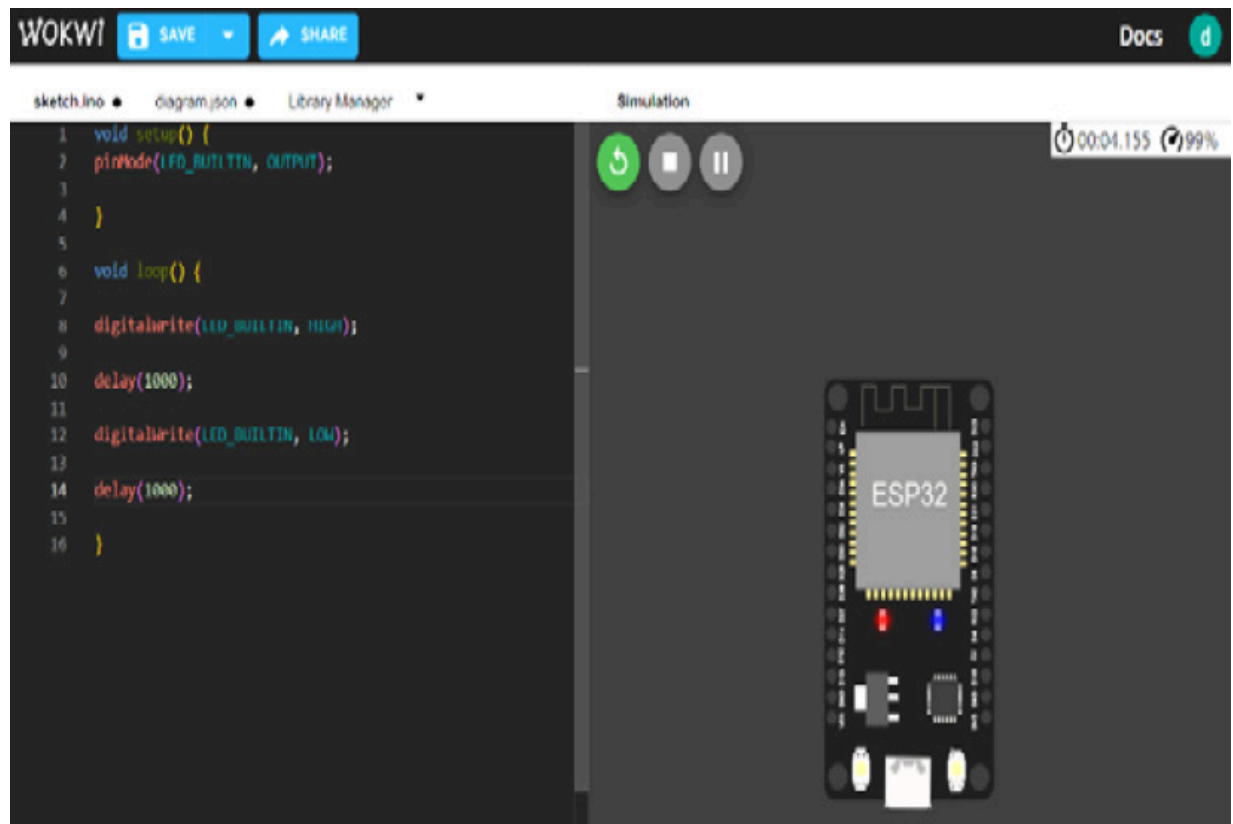 WOKWI SAVE SHARE Docs d
sketch.ino diagram.json Library Manager Simulation
00:04.155 99%
1 void setup() {
2 pinMode(LED_BUILTIN, OUTPUT);
3
4 }
5
6 void loop() {
7
8 digitalWrite(LED_BUILTIN, HIGH);
9
10 delay(1000);
11
12 digitalWrite(LED_BUILTIN, LOW);
13
14 delay(1000);
15
16 }
ESP32